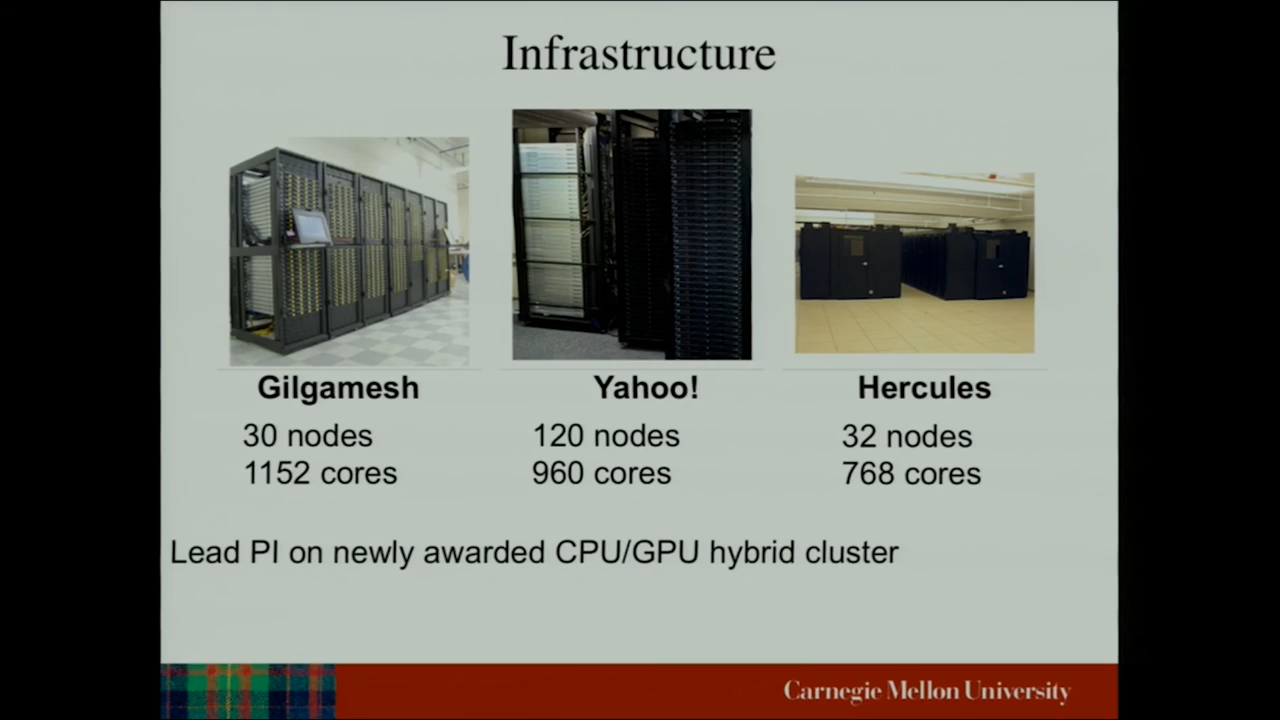 Infrastructure
Gilgamesh
30 nodes
1152 cores
Yahoo!
120 nodes
960 cores
Hercules
32 nodes
768 cores
Lead PI on newly awarded CPU/GPU hybrid cluster
Carnegie Mellon University